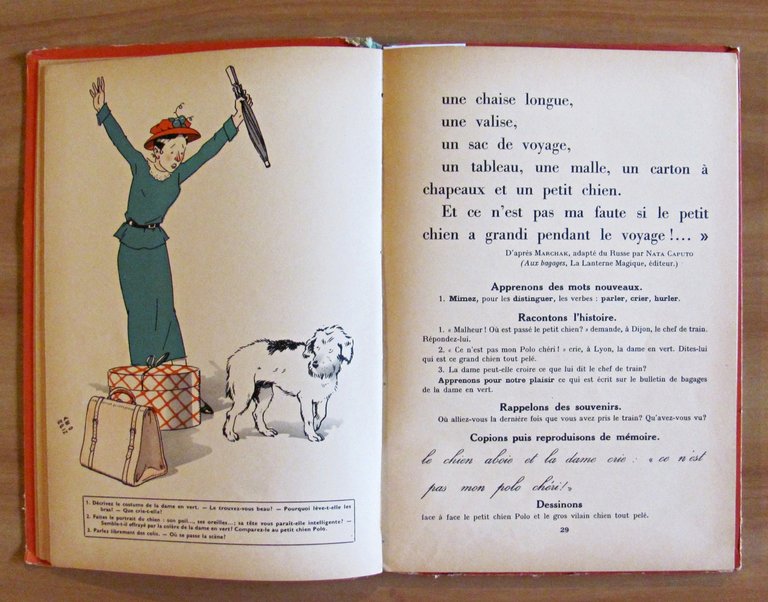 1. Décrivez le costume de la dame en vert. — Le trouvez-vous beau? — Pourquoi lève-t-elle les
bras? — Que crie-t-elle?
2. Faites le portrait du chien : son poil..., ses oreilles...; sa tête vous paraît-elle intelligente? —
Semble-t-il effrayé par la colère de la dame en vert? Comparez-le au petit chien Polo.
3. Parlez librement des colis. — Où se passe la scène?
une chaise longue,
une valise,
un sac de voyage,
un tableau, une malle, un carton à
chapeaux et un petit chien.
Et ce n'est pas ma faute si le petit
chien a grandi pendant le voyage!... »
D'après MARCHAK, adapté du Russe par NATA CAPUTO
(Aux bagages, LA LANTERNE MAGIQUE, éditeur.)
Apprenons des mots nouveaux.
1. Mimez, pour les distinguer, les verbes : parler, crier, hurler.
Racontons l'histoire.
1. « Malheur! Où est passé le petit chien? » demande, à Dijon, le chef de train.
Répondez-lui.
2. « Ce n'est pas mon Polo chéri! » crie, à Lyon, la dame en vert. Dites-lui
qui est ce grand chien tout pelé.
3. La dame peut-elle croire ce que lui dit le chef de train?
Apprenons pour notre plaisir ce qui est écrit sur le bulletin de bagages
de la dame en vert.
Rappelons des souvenirs.
Où alliez-vous la dernière fois que vous avez pris le train? Qu'avez-vous vu?
Copions puis reproduisons de mémoire.
le chien aboie et la dame crie : « ce n'est
pas mon polo chéri! »
Dessinons
face à face le petit chien Polo et le gros vilain chien tout pelé.
29